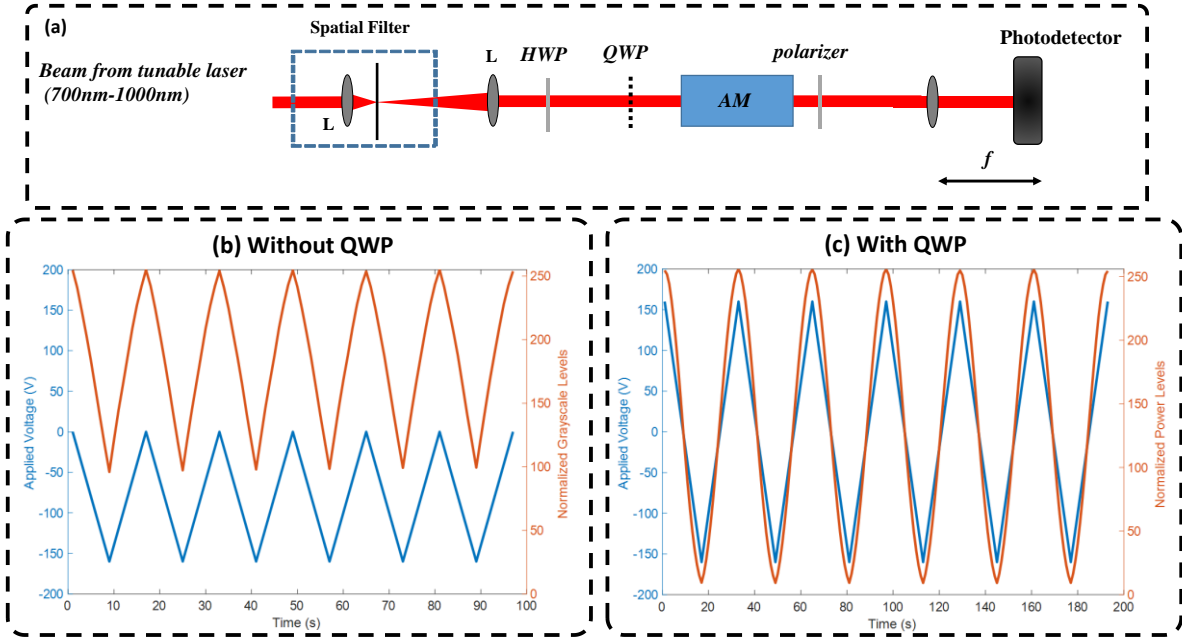 (a)
Spatial Filter
Beam from tunable laser
(700nm-1000nm)
L
L
HWP
QWP
AM
polarizer
Photodetector
f
(b) Without QWP
200
150
100
50
0
-50
-100
-150
-200
Applied Voltage (V)
250
200
150
100
50
0
Normalized Grayscale Levels
0 10 20 30 40 50 60 70 80 90 100
Time (s)
(c) With QWP
200
150
100
50
0
-50
-100
-150
-200
Applied Voltage (V)
250
200
150
100
50
0
Normalized Power Levels
0 20 40 60 80 100 120 140 160 180 200
Time (s)